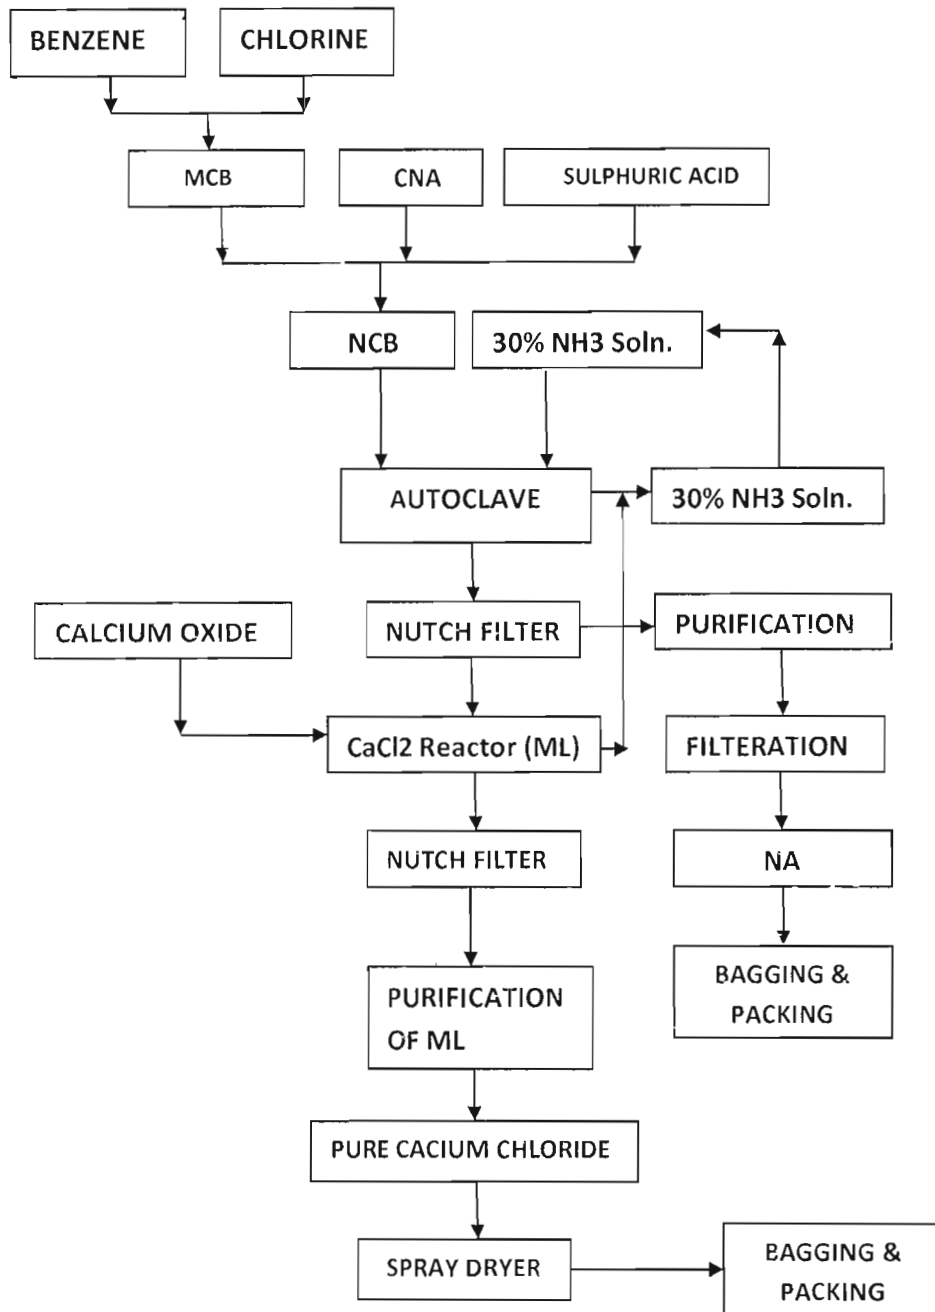 BENZENE
CHLORINE
MCB
CNA
SULPHURIC ACID
NCB
30% NH3 Soln.
AUTOCLAVE
30% NH3 Soln.
CALCIUM OXIDE
NUTCH FILTER
PURIFICATION
CaCl2 Reactor (ML)
FILTERATION
NUTCH FILTER
NA
PURIFICATION
OF ML
BAGGING &
PACKING
PURE CACIUM CHLORIDE
SPRAY DRYER
BAGGING &
PACKING